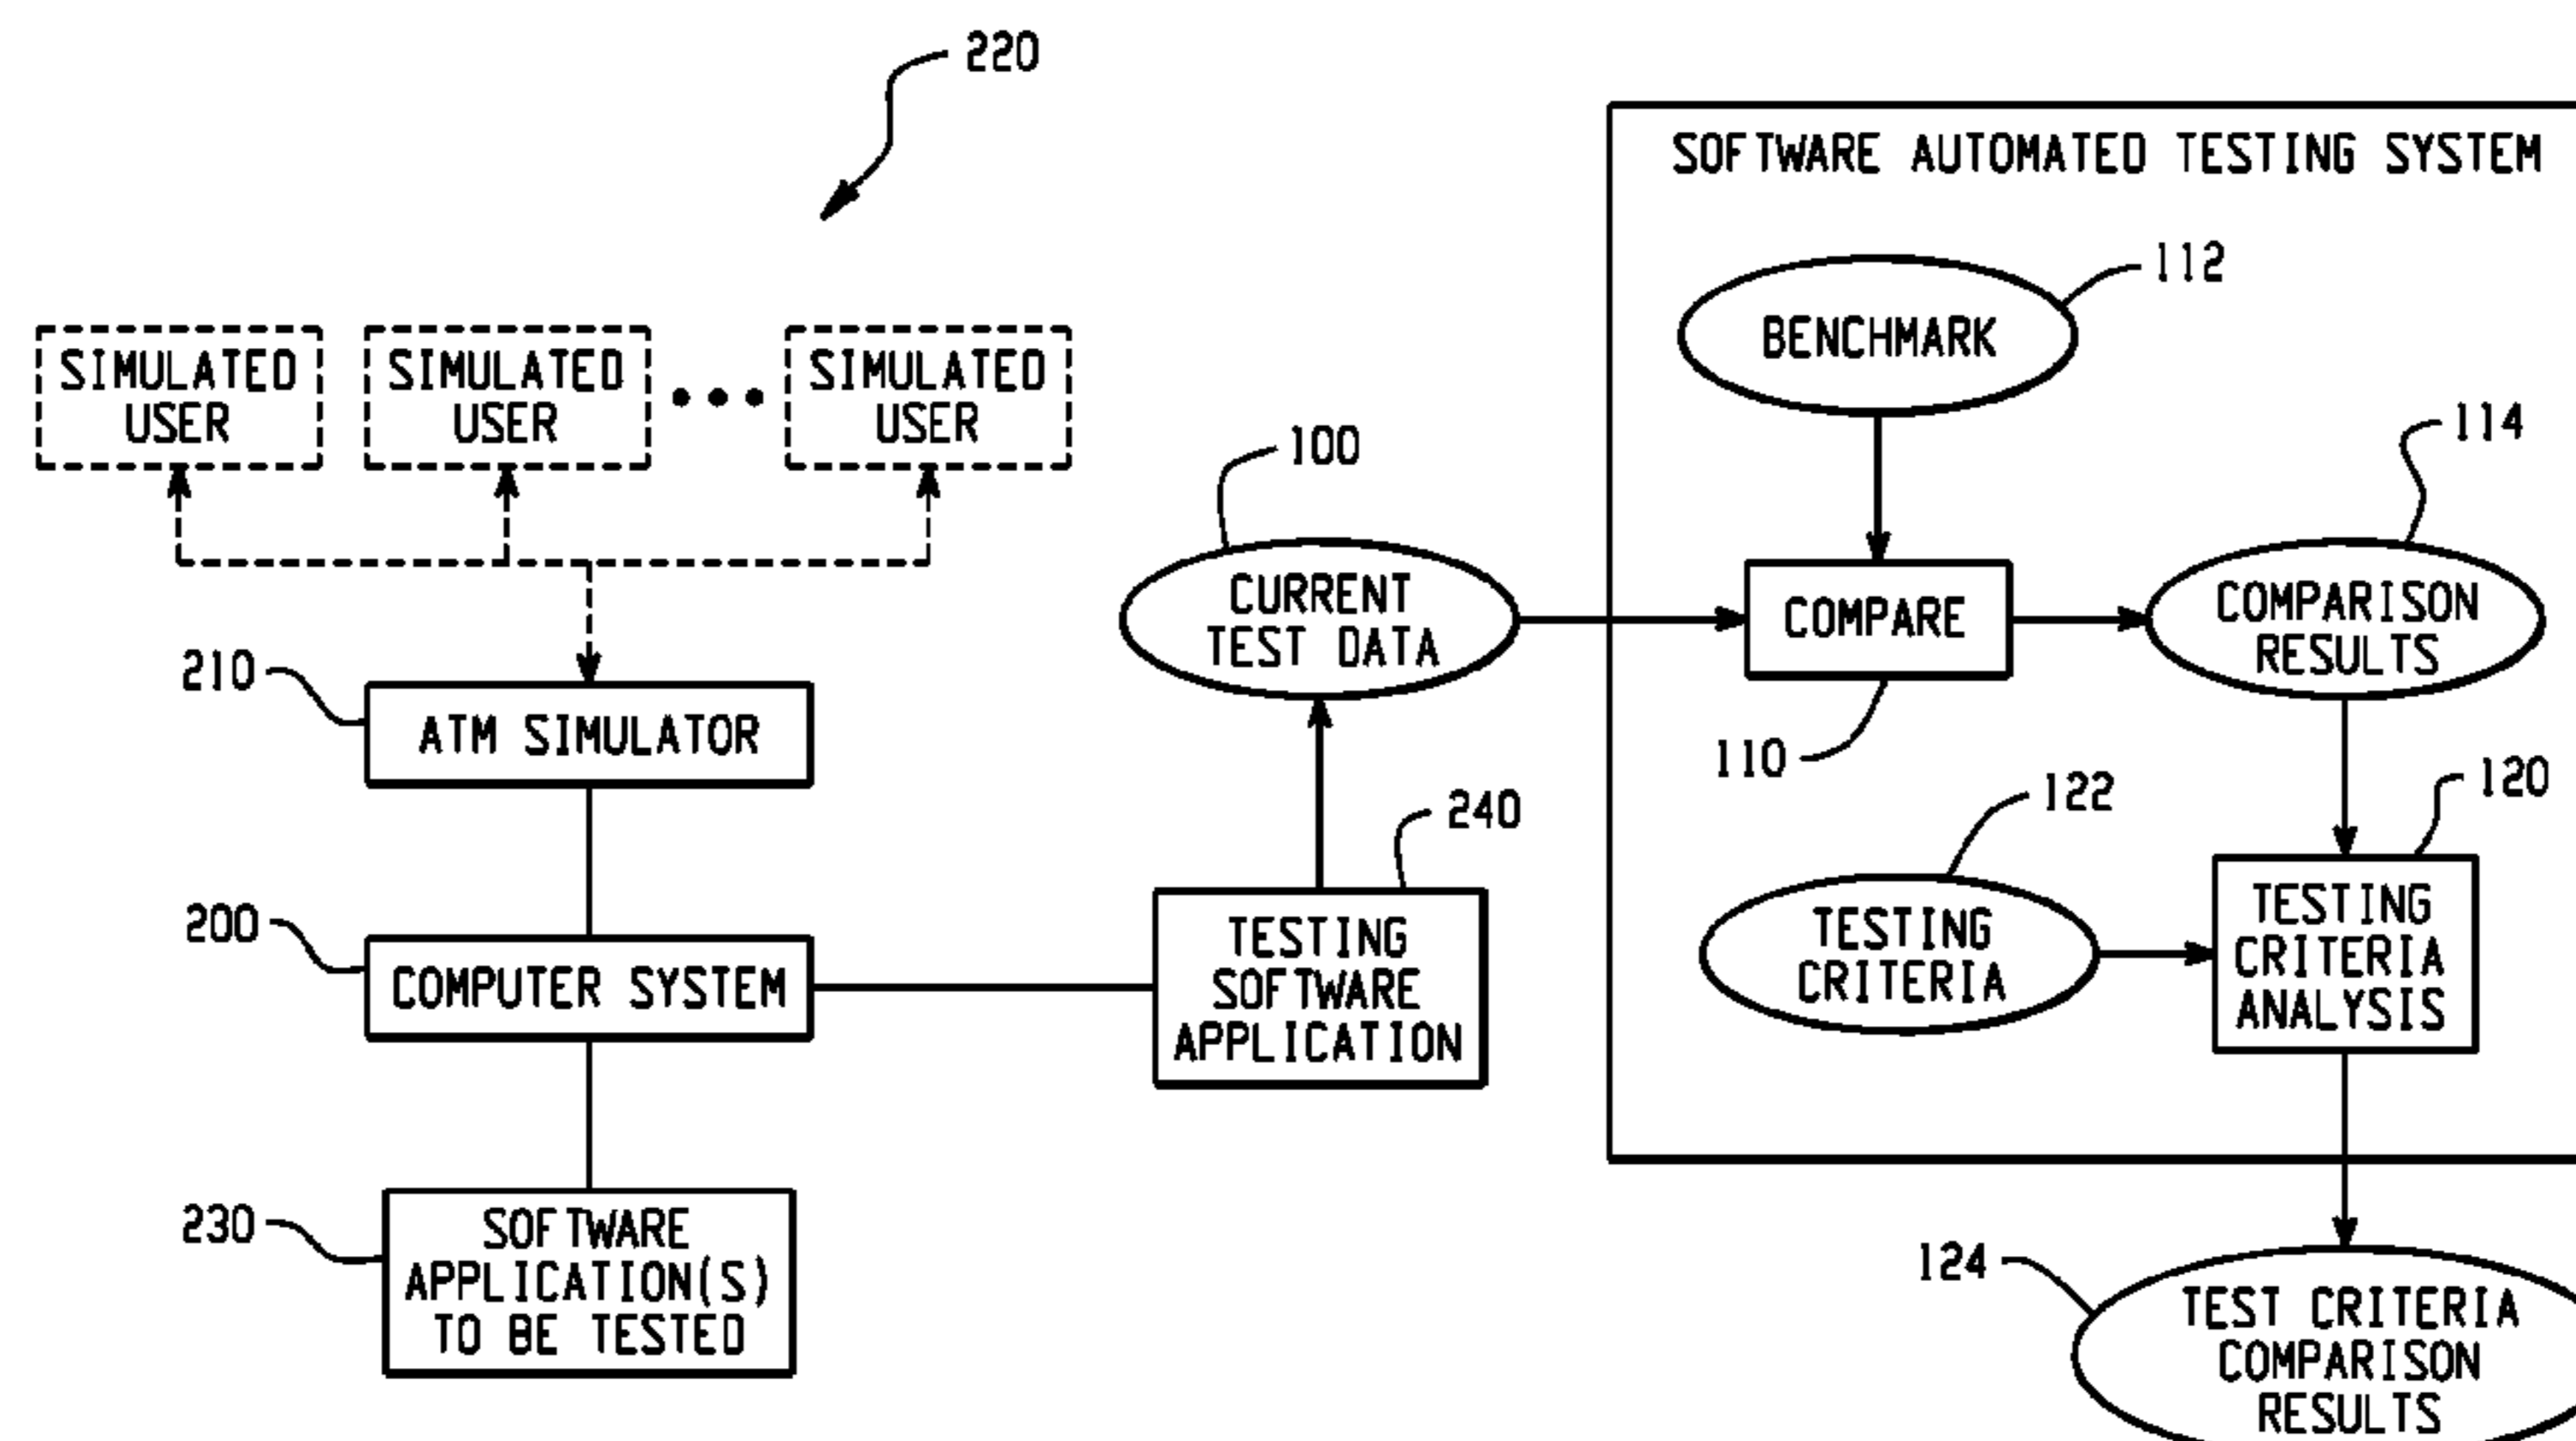 220
SOFTWARE AUTOMATED TESTING SYSTEM
112
BENCHMARK
SIMULATED
USER
SIMULATED
USER
SIMULATED
USER
100
114
CURRENT
TEST DATA
COMPARE
COMPARISON
RESULTS
210
ATM SIMULATOR
110
122
120
240
200
COMPUTER SYSTEM
TESTING
SOFTWARE
APPLICATION
TESTING
CRITERIA
TESTING
CRITERIA
ANALYSIS
230
SOFTWARE
APPLICATION(S)
TO BE TESTED
124
TEST CRITERIA
COMPARISON
RESULTS